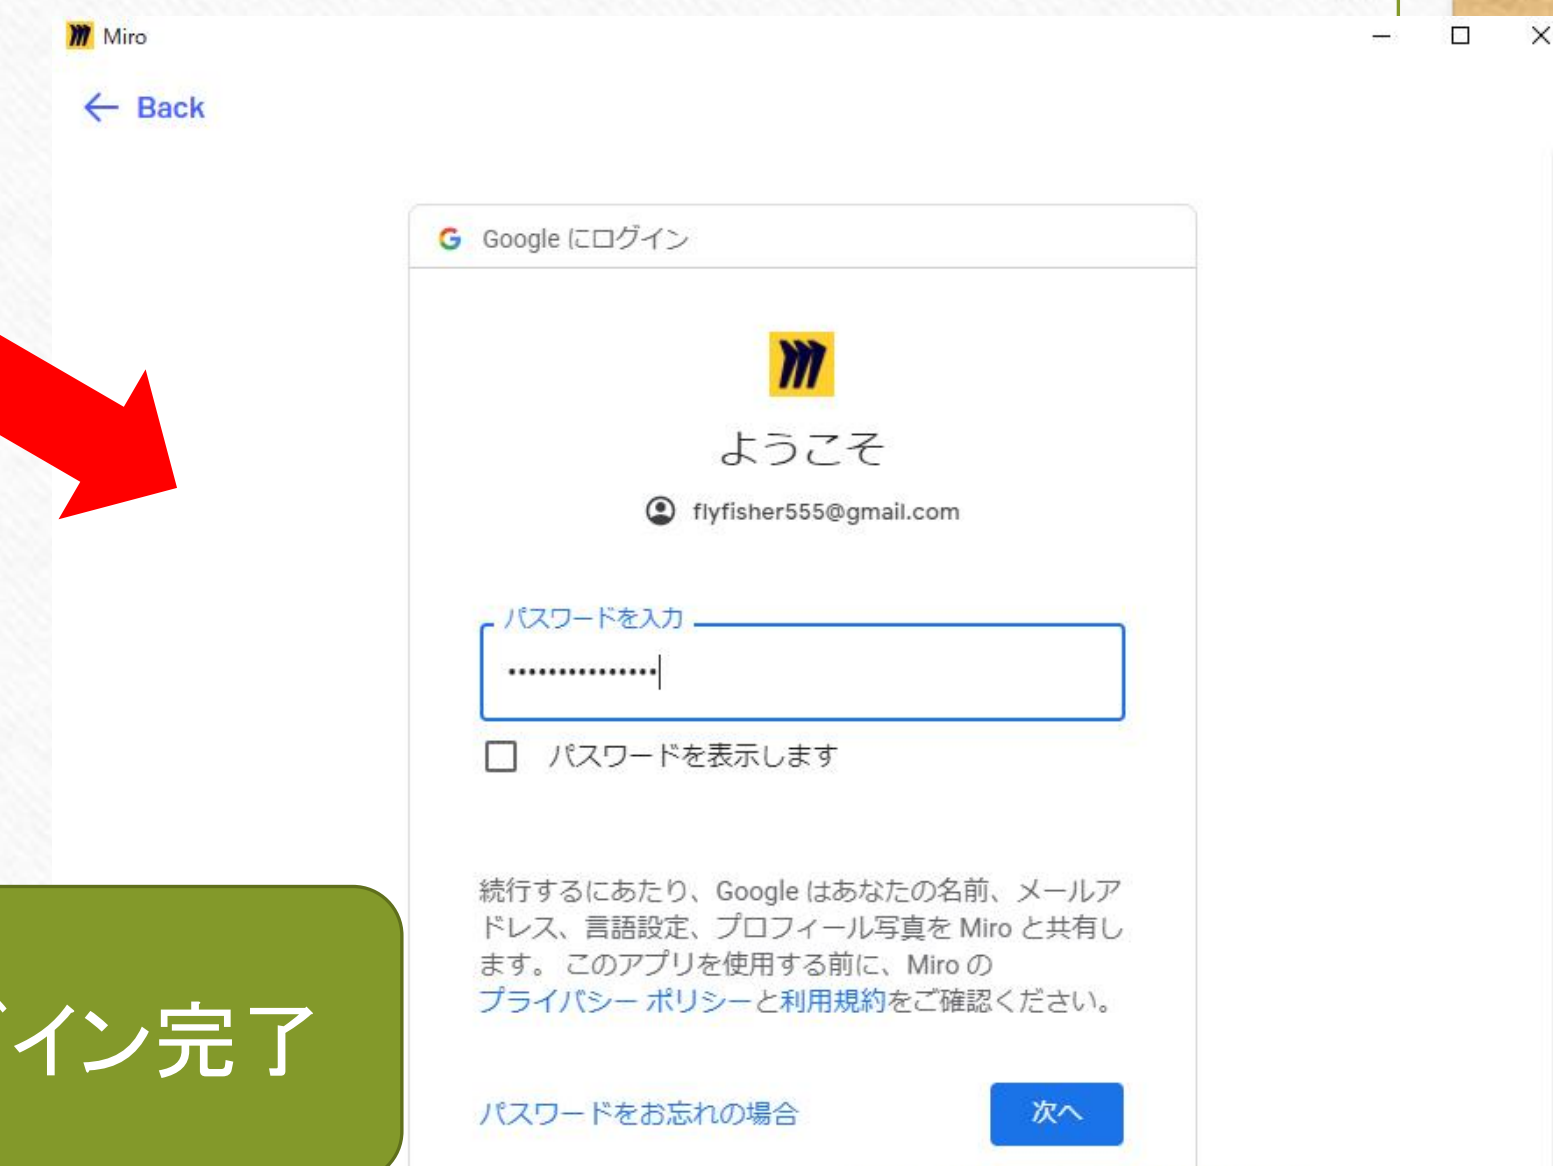 Miro
Back
Google にログイン
ようこそ
flyfisher555@gmail.com
パスワードを入力
•••••••••••••••
パスワードを表示します
続行するにあたり、Google はあなたの名前、メールア
ドレス、言語設定、プロフィール写真を Miro と共有し
ます。 このアプリを使用する前に、Miro の
プライバシー ポリシーと利用規約をご確認ください。
イン完了
パスワードをお忘れの場合
次へ